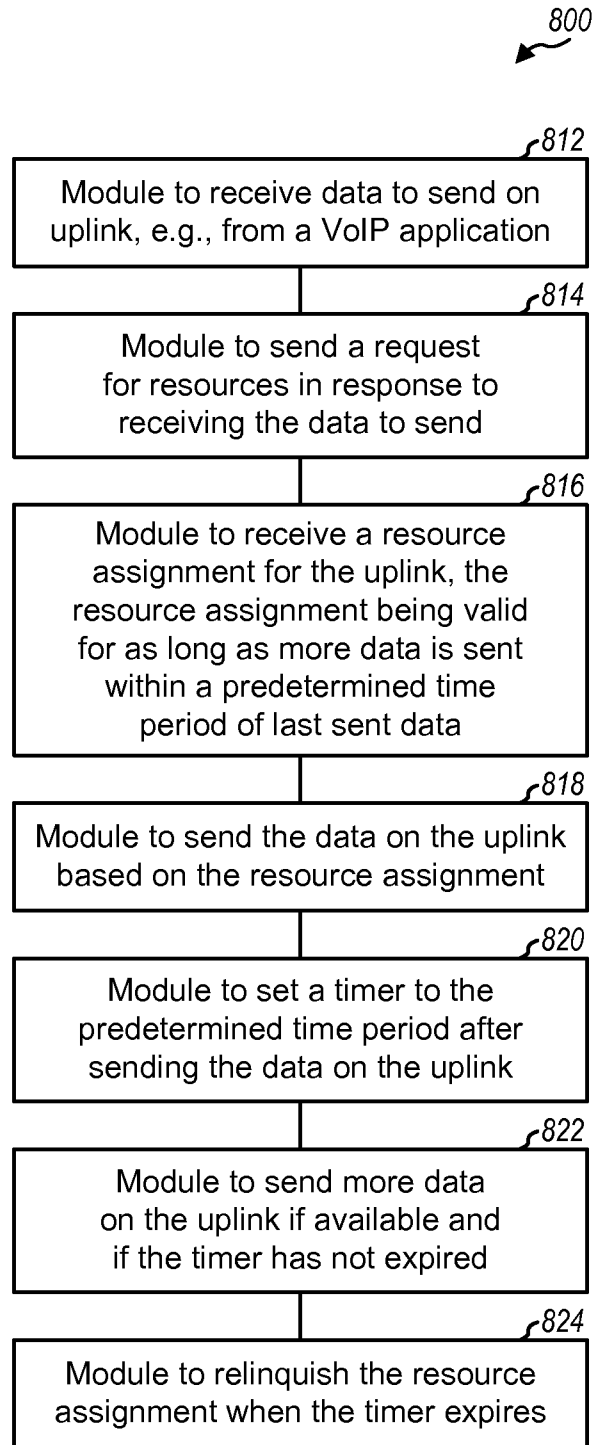 800
812
Module to receive data to send on
uplink, e.g., from a VoIP application
814
Module to send a request
for resources in response to
receiving the data to send
816
Module to receive a resource
assignment for the uplink, the
resource assignment being valid
for as long as more data is sent
within a predetermined time
period of last sent data
818
Module to send the data on the uplink
based on the resource assignment
820
Module to set a timer to the
predetermined time period after
sending the data on the uplink
822
Module to send more data
on the uplink if available and
if the timer has not expired
824
Module to relinquish the resource
assignment when the timer expires